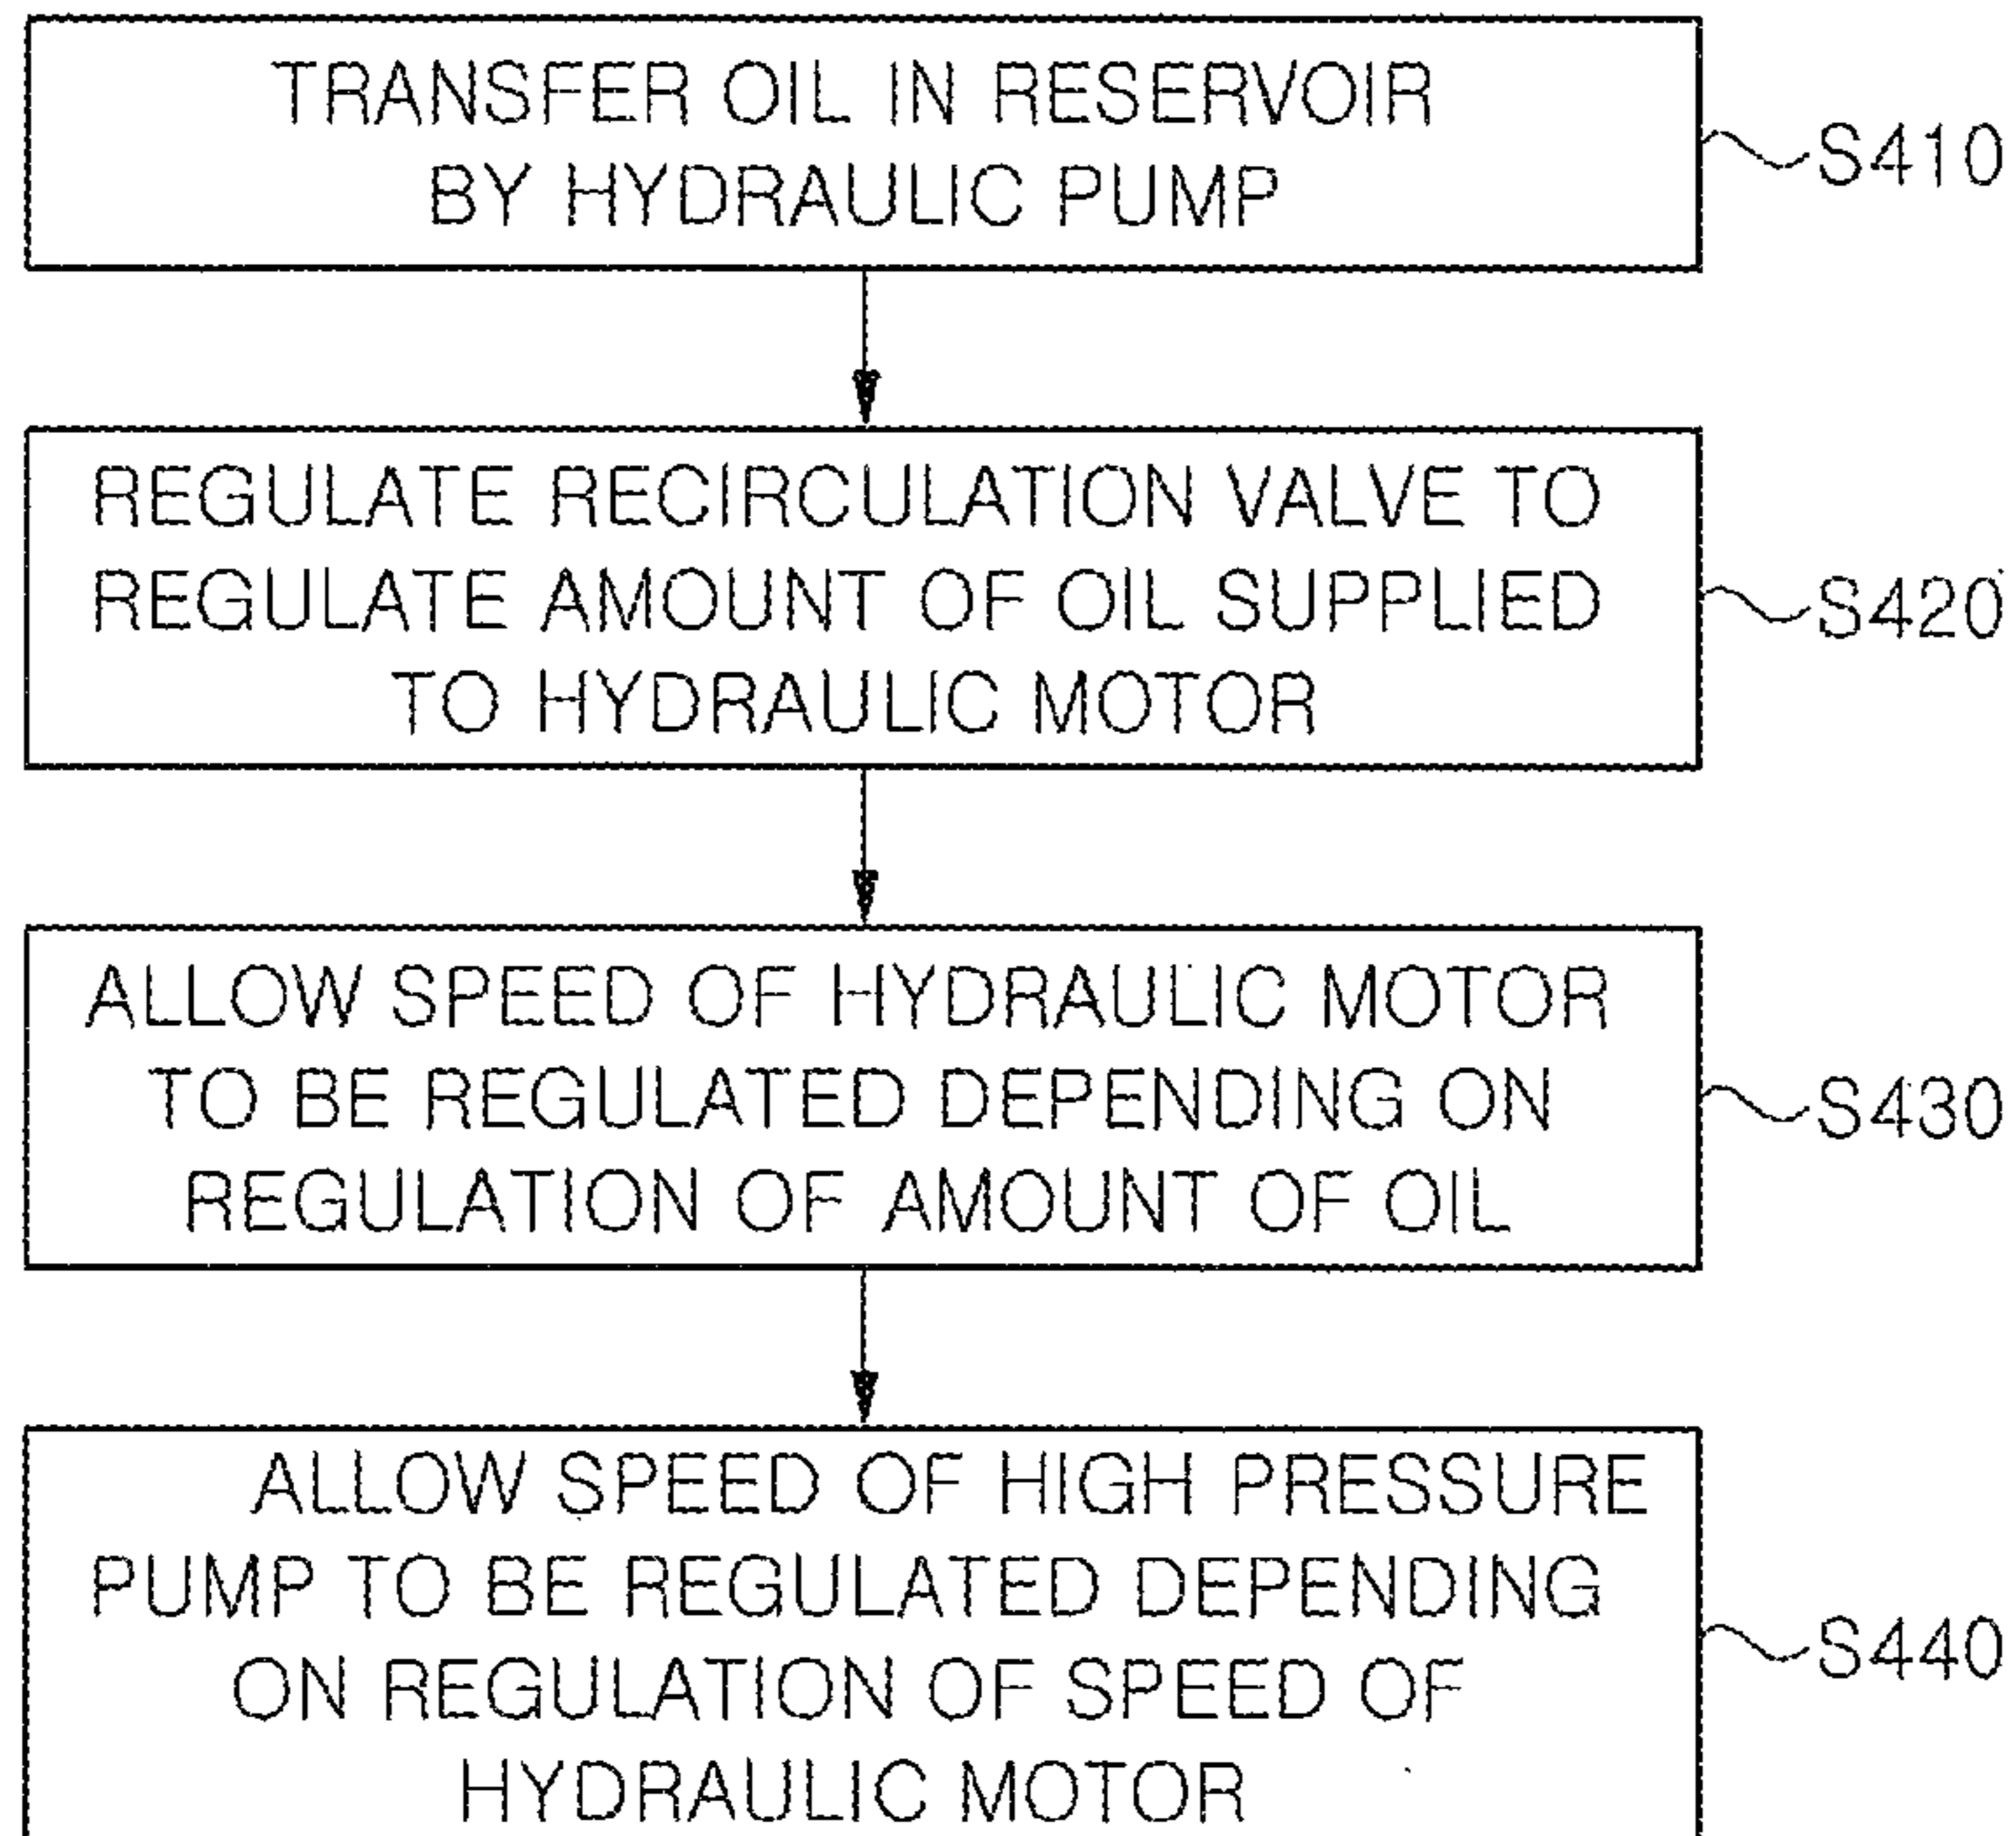 TRANSFER OIL IN RESERVOIR
BY HYDRAULIC PUMP
S410
REGULATE RECIRCULATION VALVE TO
REGULATE AMOUNT OF OIL SUPPLIED
TO HYDRAULIC MOTOR
S420
ALLOW SPEED OF HYDRAULIC MOTOR
TO BE REGULATED DEPENDING ON
REGULATION OF AMOUNT OF OIL
S430
ALLOW SPEED OF HIGH PRESSURE
PUMP TO BE REGULATED DEPENDING
ON REGULATION OF SPEED OF
HYDRAULIC MOTOR
S440